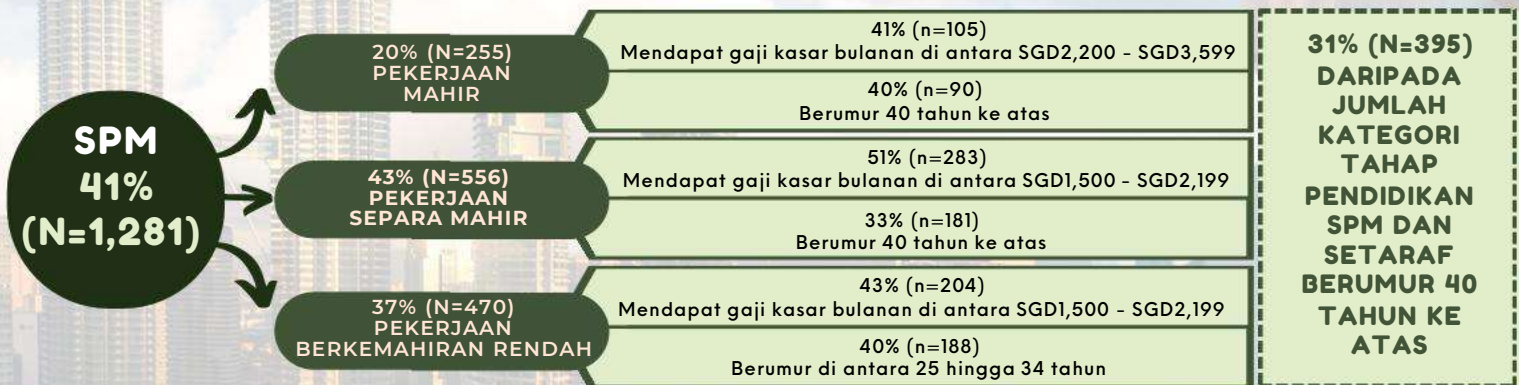 SPM
41%
(N=1,281)
20% (N=255)
PEKERJAAN
MAHIR
41% (n=105)
Mendapat gaji kasar bulanan di antara SGD2,200 - SGD3,599
40% (n=90)
Berumur 40 tahun ke atas
43% (N=556)
PEKERJAAN
SEPARA MAHIR
51% (n=283)
Mendapat gaji kasar bulanan di antara SGD1,500 - SGD2,199
33% (n=181)
Berumur 40 tahun ke atas
37% (N=470)
PEKERJAAN
BERKEMAHIRAN RENDAH
43% (n=204)
Mendapat gaji kasar bulanan di antara SGD1,500 - SGD2,199
40% (n=188)
Berumur di antara 25 hingga 34 tahun
31% (N=395)
DARIPADA
JUMLAH
KATEGORI
TAHAP
PENDIDIKAN
SPM DAN
SETARAF
BERUMUR 40
TAHUN KE
ATAS